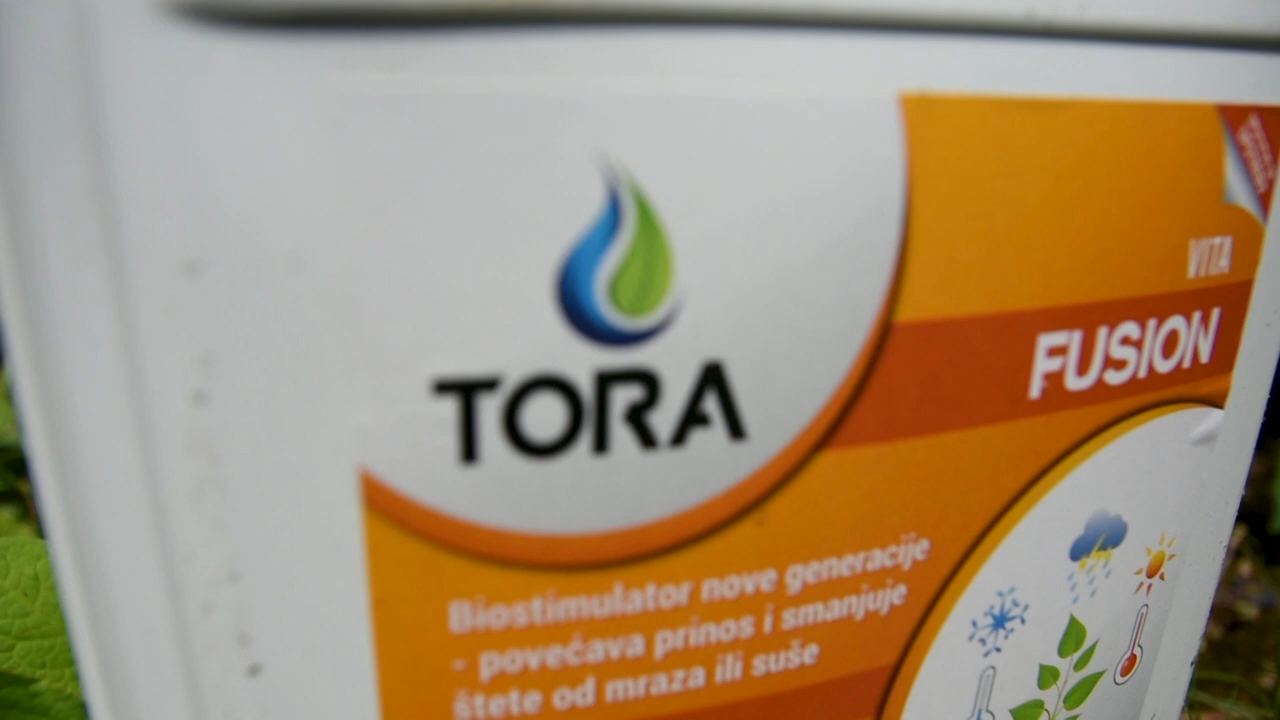 TORA
VITA
FUSION
Biostimulator nove generacije
- povećava prinos i smanjuje
štete od mraza ili suše